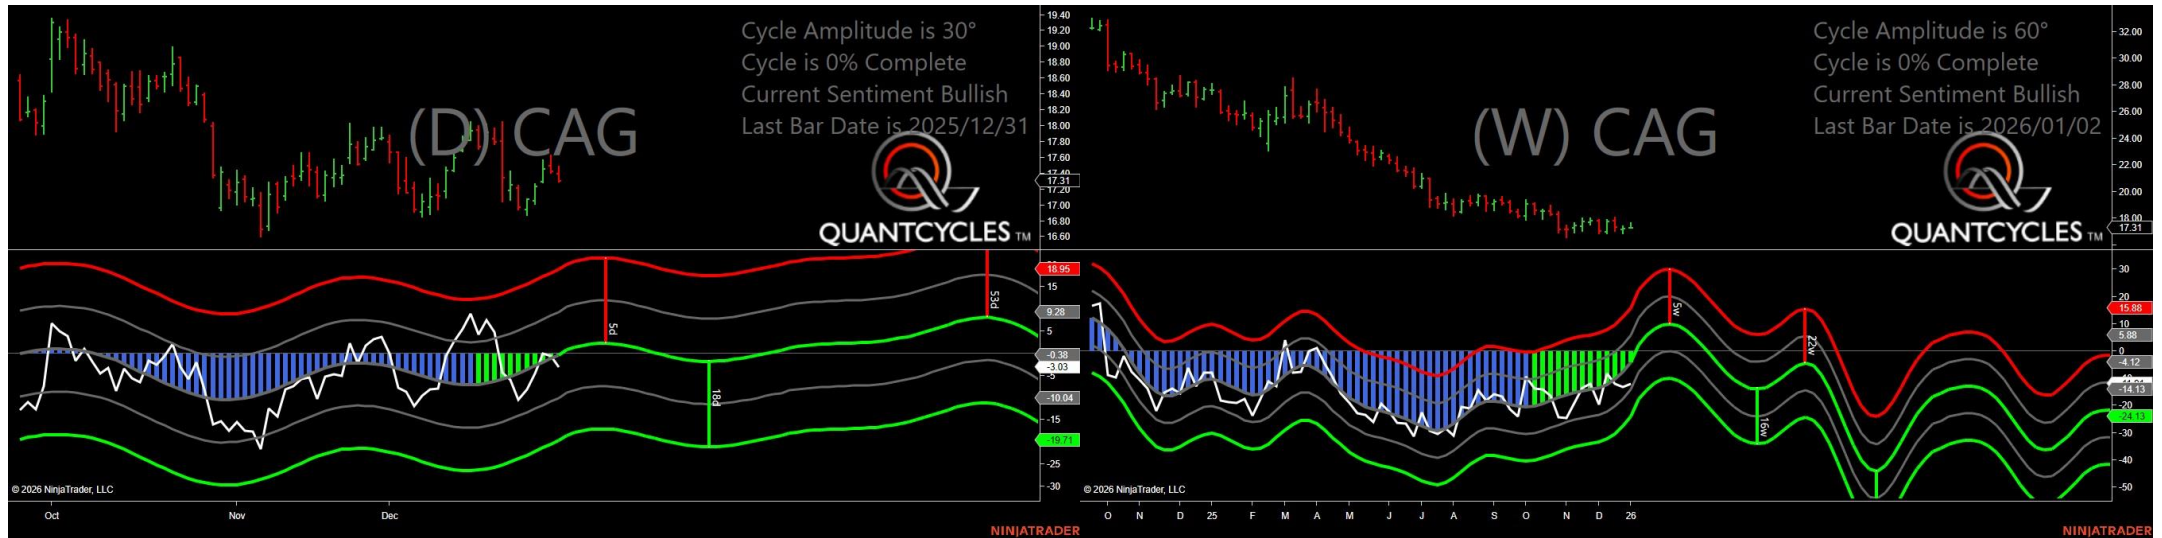 Cycle Amplitude is 30°
Cycle is 0% Complete
Current Sentiment Bullish
Last Bar Date is 2025/12/31
(D) CAG
QUANTCYCLES TM
19.40
19.20
19.00
18.80
18.60
18.40
18.20
18.00
17.80
17.60
17.40
17.31
17.20
17.00
16.80
16.60
18.95
15
9.28
5
-0.38
-3.03
-5
-10.04
-15
-19.71
-25
-30
5d
18d
53d
© 2026 NinjaTrader, LLC
Oct
Nov
Dec
NINJATRADER
Cycle Amplitude is 60°
Cycle is 0% Complete
Current Sentiment Bullish
Last Bar Date is 2026/01/02
(W) CAG
QUANTCYCLES TM
32.00
30.00
28.00
26.00
24.00
22.00
20.00
18.00
17.31
30
20
15.88
10
5.88
0
-4.12
-14.13
-20
-24.13
-30
-40
-50
5w
16w
22w
© 2026 NinjaTrader, LLC
O N D 25 F M A M J J A S O N D 26
NINJATRADER